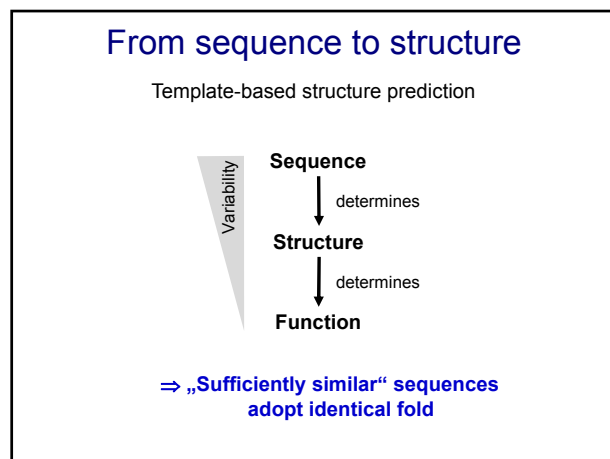 From sequence to structure
Template-based structure prediction
Variability
Sequence
determines
Structure
determines
Function
⇒ „Sufficiently similar“ sequences
adopt identical fold